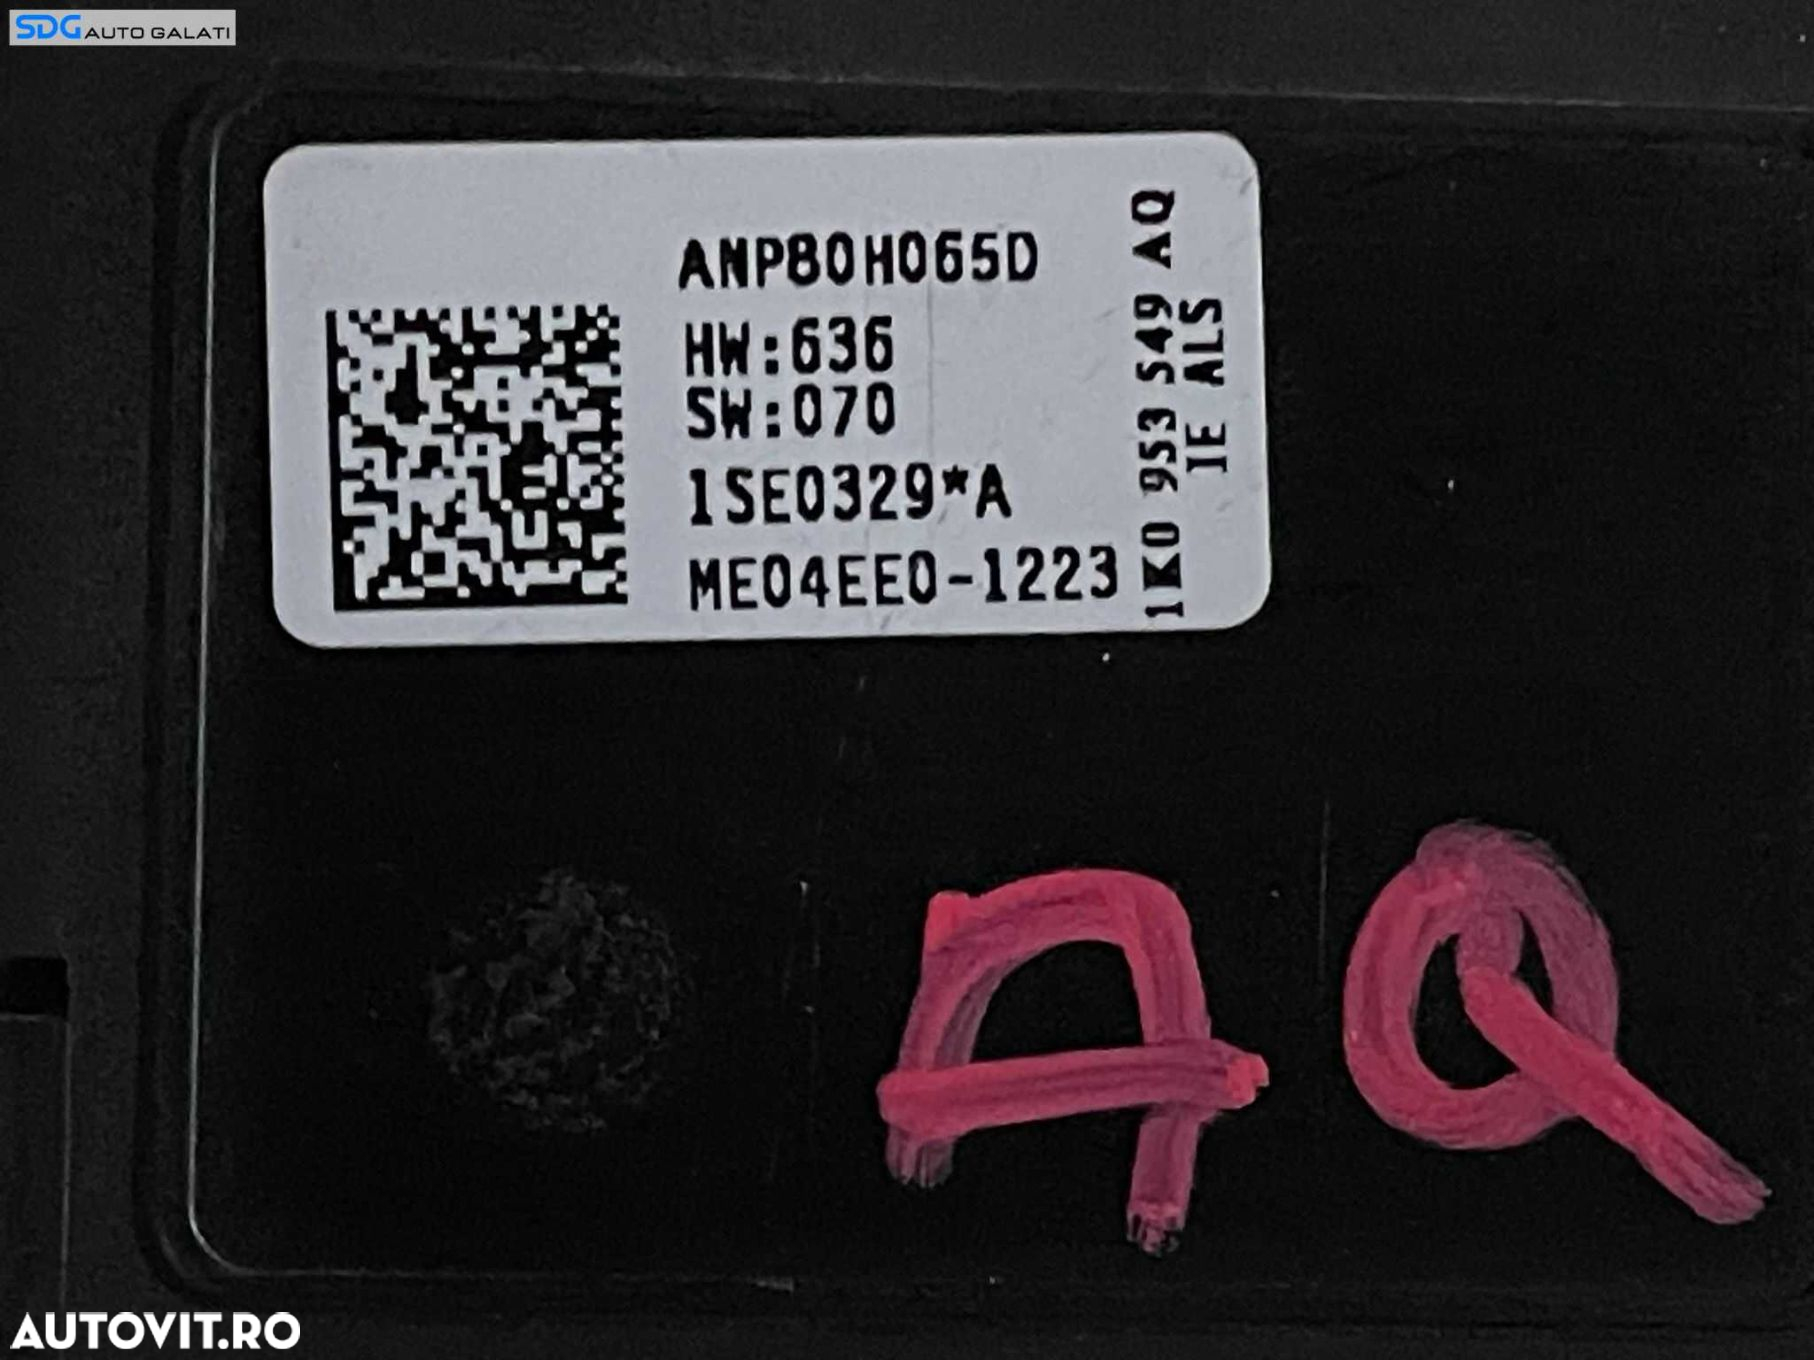 SDG AUTO GALATI
ANP80H065D
HW:636
SW:070
1SE0329*A
ME04EE0-1223
1K0 953 549 AQ
IE ALS
AQ
AUTOVIT.RO